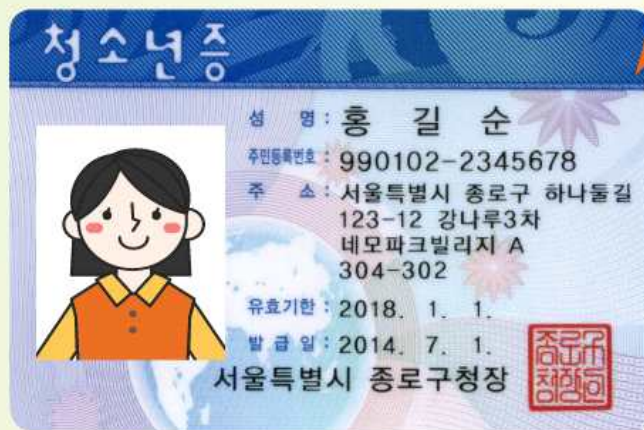 청소년증
성 명 : 홍 길 순
주민등록번호 : 990102-2345678
주 소 : 서울특별시 종로구 하나둘길
123-12 강나루3차
네모파크빌리지 A
304-302
유효기한 : 2018. 1. 1.
발 급 일 : 2014. 7. 1.
서울특별시 종로구청장